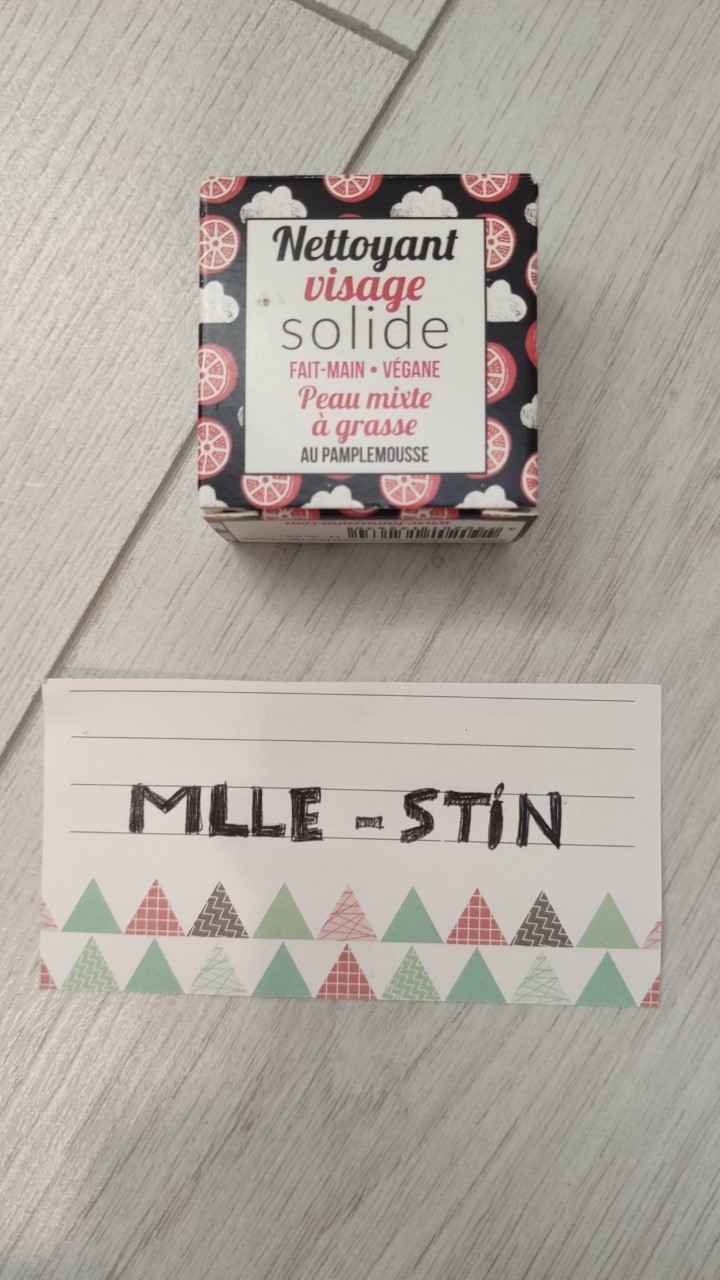 Nettoyant
visage
solide
FAIT-MAIN • VÉGANE
Peau mixte
à grasse
AU PAMPLEMOUSSE
MLLE - STiN